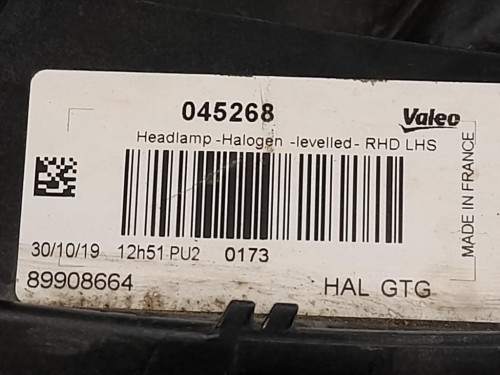 045268
Valeo
Headlamp -Halogen -levelled- RHD LHS
30/10/19 12h51 PU2 0173
89908664
HAL GTG
MADE IN FRANCE